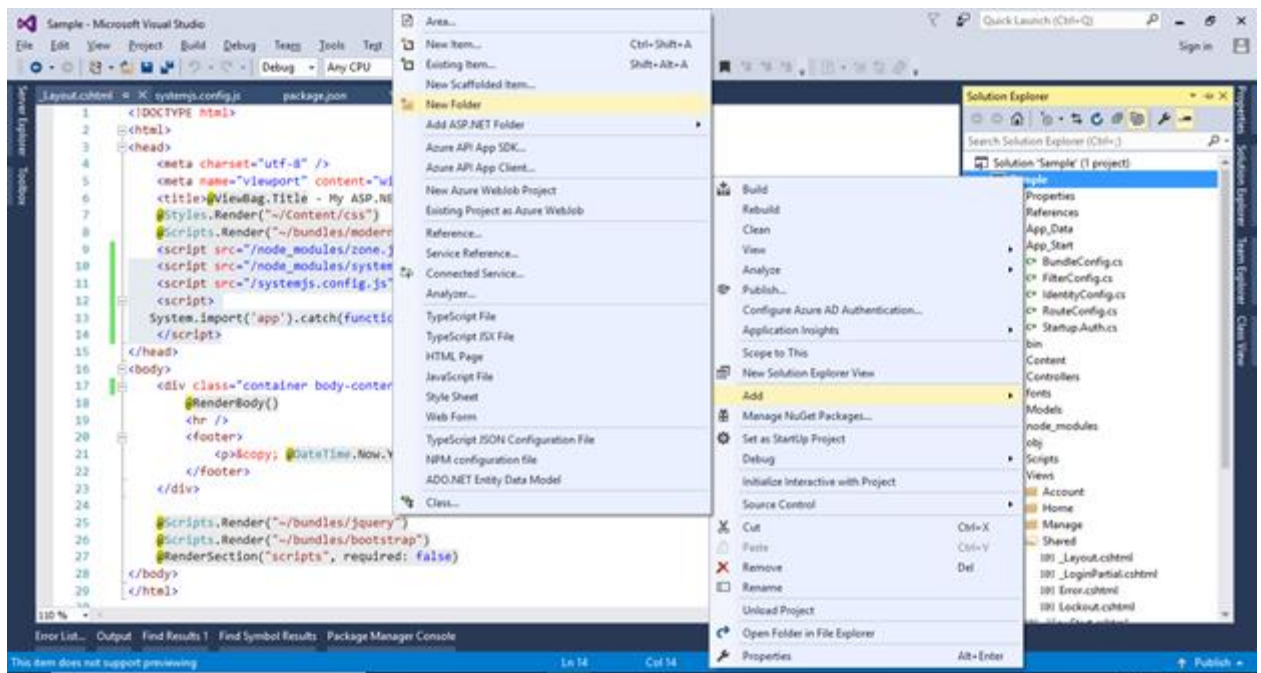 Sample - Microsoft Visual Studio
Quick Launch (Ctrl+Q)
File Edit View Project Build Debug Team Tools Test
Sign in
Debug Any CPU
_Layout.cshtml systemjs.config.js package.json
Server Explorer
Toolbox
1 <!DOCTYPE html>
2 <html>
3 <head>
4 <meta charset="utf-8" />
5 <meta name="viewport" content="wi
6 <title>@ViewBag.Title - My ASP.NE
7 @Styles.Render("~/Content/css")
8 @Scripts.Render("~/bundles/modern
9 <script src="/node_modules/zone.j
10 <script src="/node_modules/system
11 <script src="/systemjs.config.js"
12 <script>
13 System.import('app').catch(functio
14 </script>
15 </head>
16 <body>
17 <div class="container body-conter
18 @RenderBody()
19 <hr />
20 <footer>
21 <p>&copy; @DateTime.Now.Y
22 </footer>
23 </div>
24
25 @Scripts.Render("~/bundles/jquery")
26 @Scripts.Render("~/bundles/bootstrap")
27 @RenderSection("scripts", required: false)
28 </body>
29 </html>
110 %
Area...
New Item... Ctrl+Shift+A
Existing Item... Shift+Alt+A
New Scaffolded Item...
New Folder
Add ASP.NET Folder
Azure API App SDK...
Azure API App Client...
New Azure WebJob Project
Existing Project as Azure WebJob
Reference...
Service Reference...
Connected Service...
Analyzer...
TypeScript File
TypeScript JSX File
HTML Page
JavaScript File
Style Sheet
Web Form
TypeScript JSON Configuration File
NPM configuration file
ADO.NET Entity Data Model
Class...
Build
Rebuild
Clean
View
Analyze
Publish...
Configure Azure AD Authentication...
Application Insights
Scope to This
New Solution Explorer View
Add
Manage NuGet Packages...
Set as StartUp Project
Debug
Initialize Interactive with Project
Source Control
Cut Ctrl+X
Paste Ctrl+V
Remove Del
Rename
Unload Project
Open Folder in File Explorer
Properties Alt+Enter
Solution Explorer
Search Solution Explorer (Ctrl+;)
Solution 'Sample' (1 project)
Properties
References
App_Data
App_Start
C# BundleConfig.cs
C# FilterConfig.cs
C# IdentityConfig.cs
C# RouteConfig.cs
C# Startup.Auth.cs
bin
Content
Controllers
fonts
Models
node_modules
obj
Scripts
Views
Account
Home
Manage
Shared
_Layout.cshtml
_LoginPartial.cshtml
Error.cshtml
Lockout.cshtml
Properties
Solution Explorer
Team Explorer
Class View
Error List... Output Find Results 1 Find Symbol Results Package Manager Console
This item does not support previewing
Ln 14 Col 14
Publish